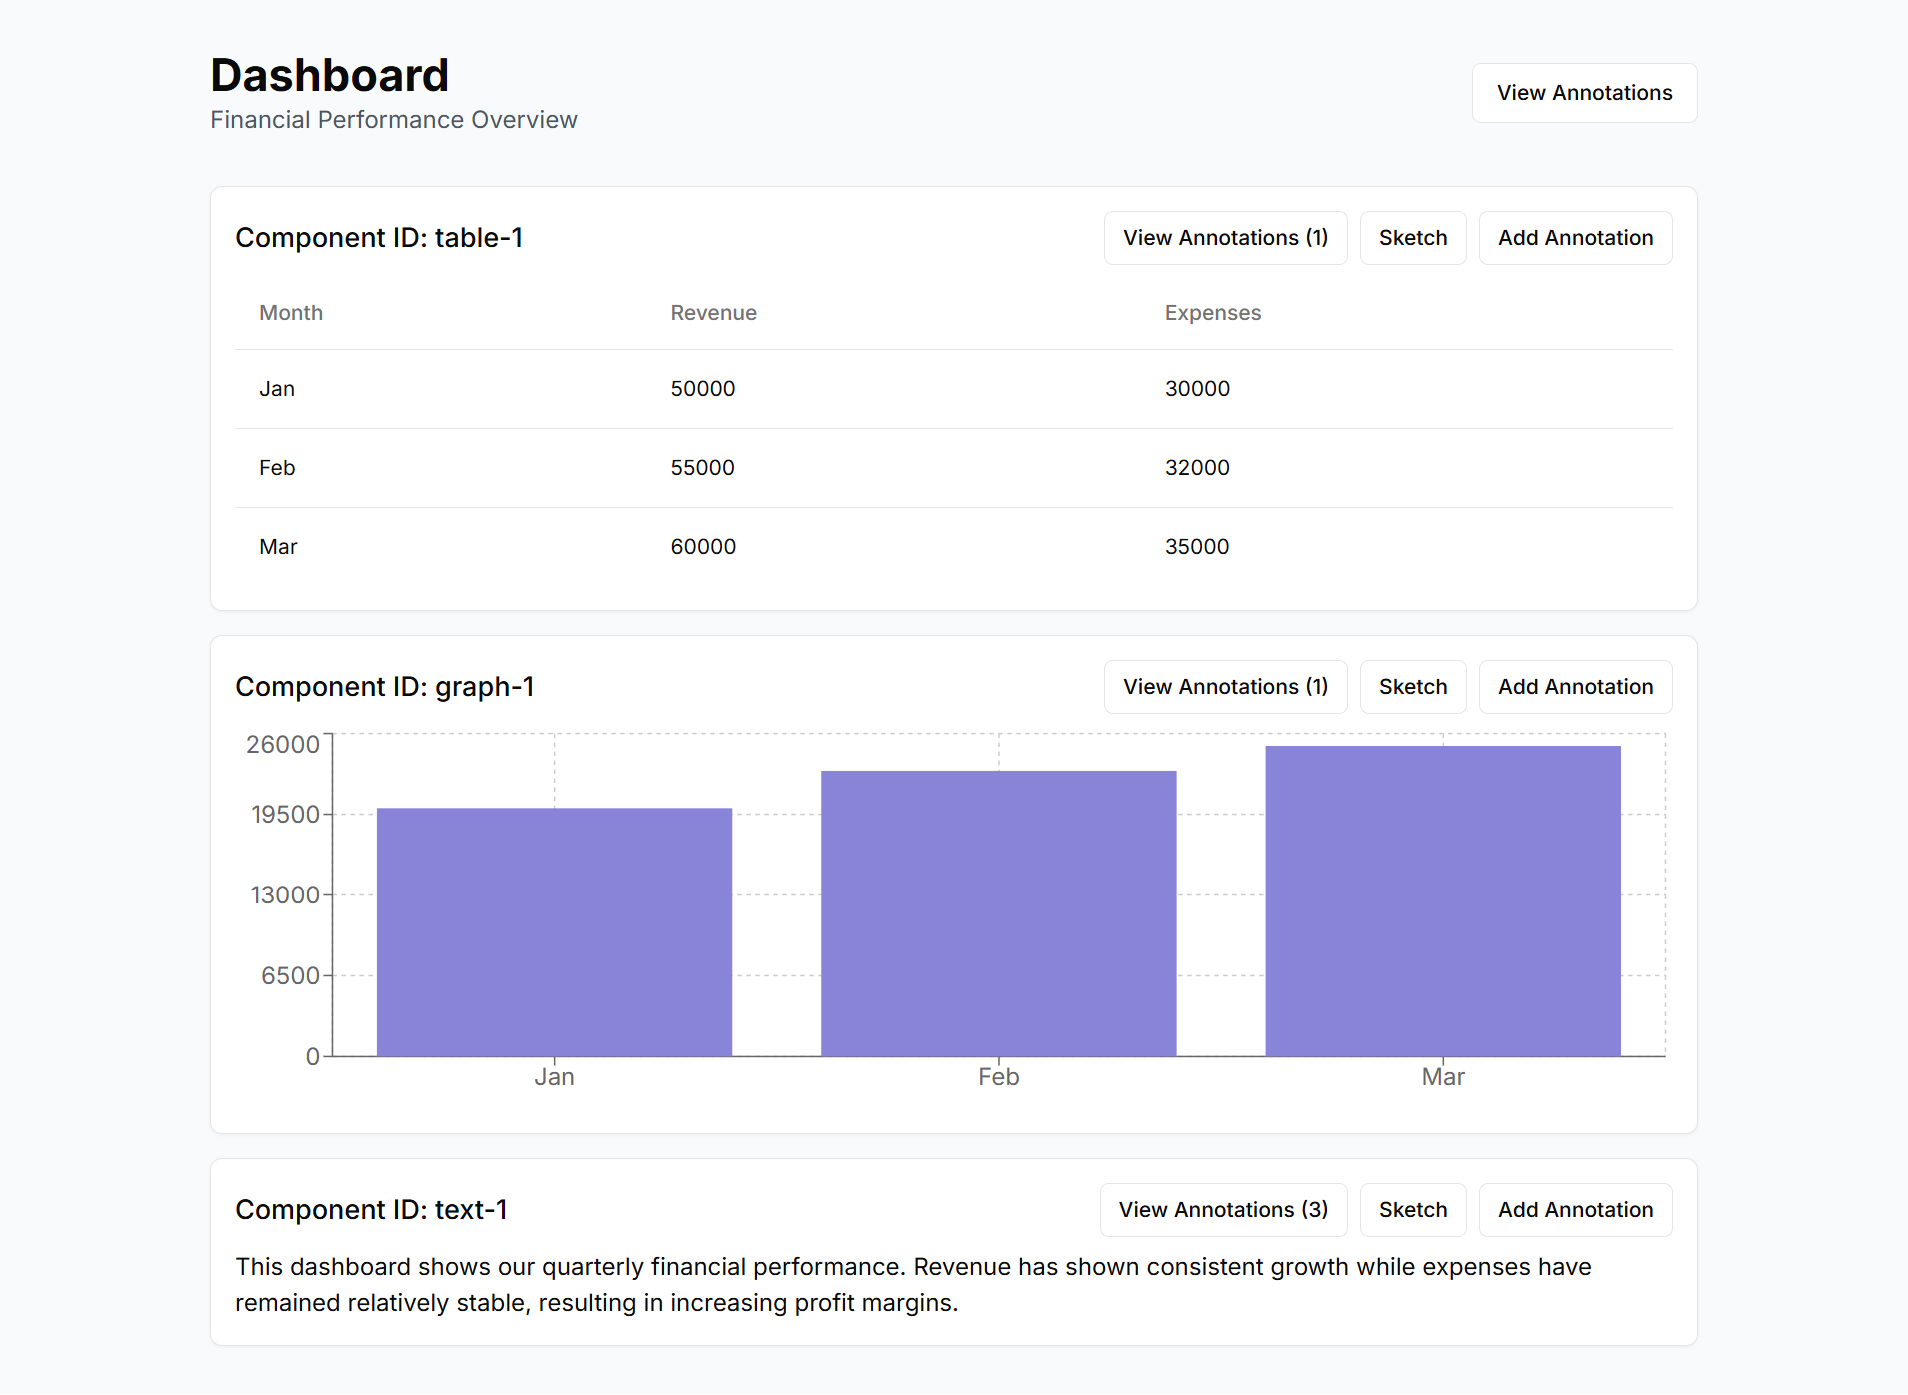 Dashboard
Financial Performance Overview
View Annotations
Component ID: table-1
View Annotations (1)
Sketch
Add Annotation
Month Revenue Expenses
Jan 50000 30000
Feb 55000 32000
Mar 60000 35000
Component ID: graph-1
View Annotations (1)
Sketch
Add Annotation
26000
19500
13000
6500
0
Jan Feb Mar
Component ID: text-1
View Annotations (3)
Sketch
Add Annotation
This dashboard shows our quarterly financial performance. Revenue has shown consistent growth while expenses have
remained relatively stable, resulting in increasing profit margins.